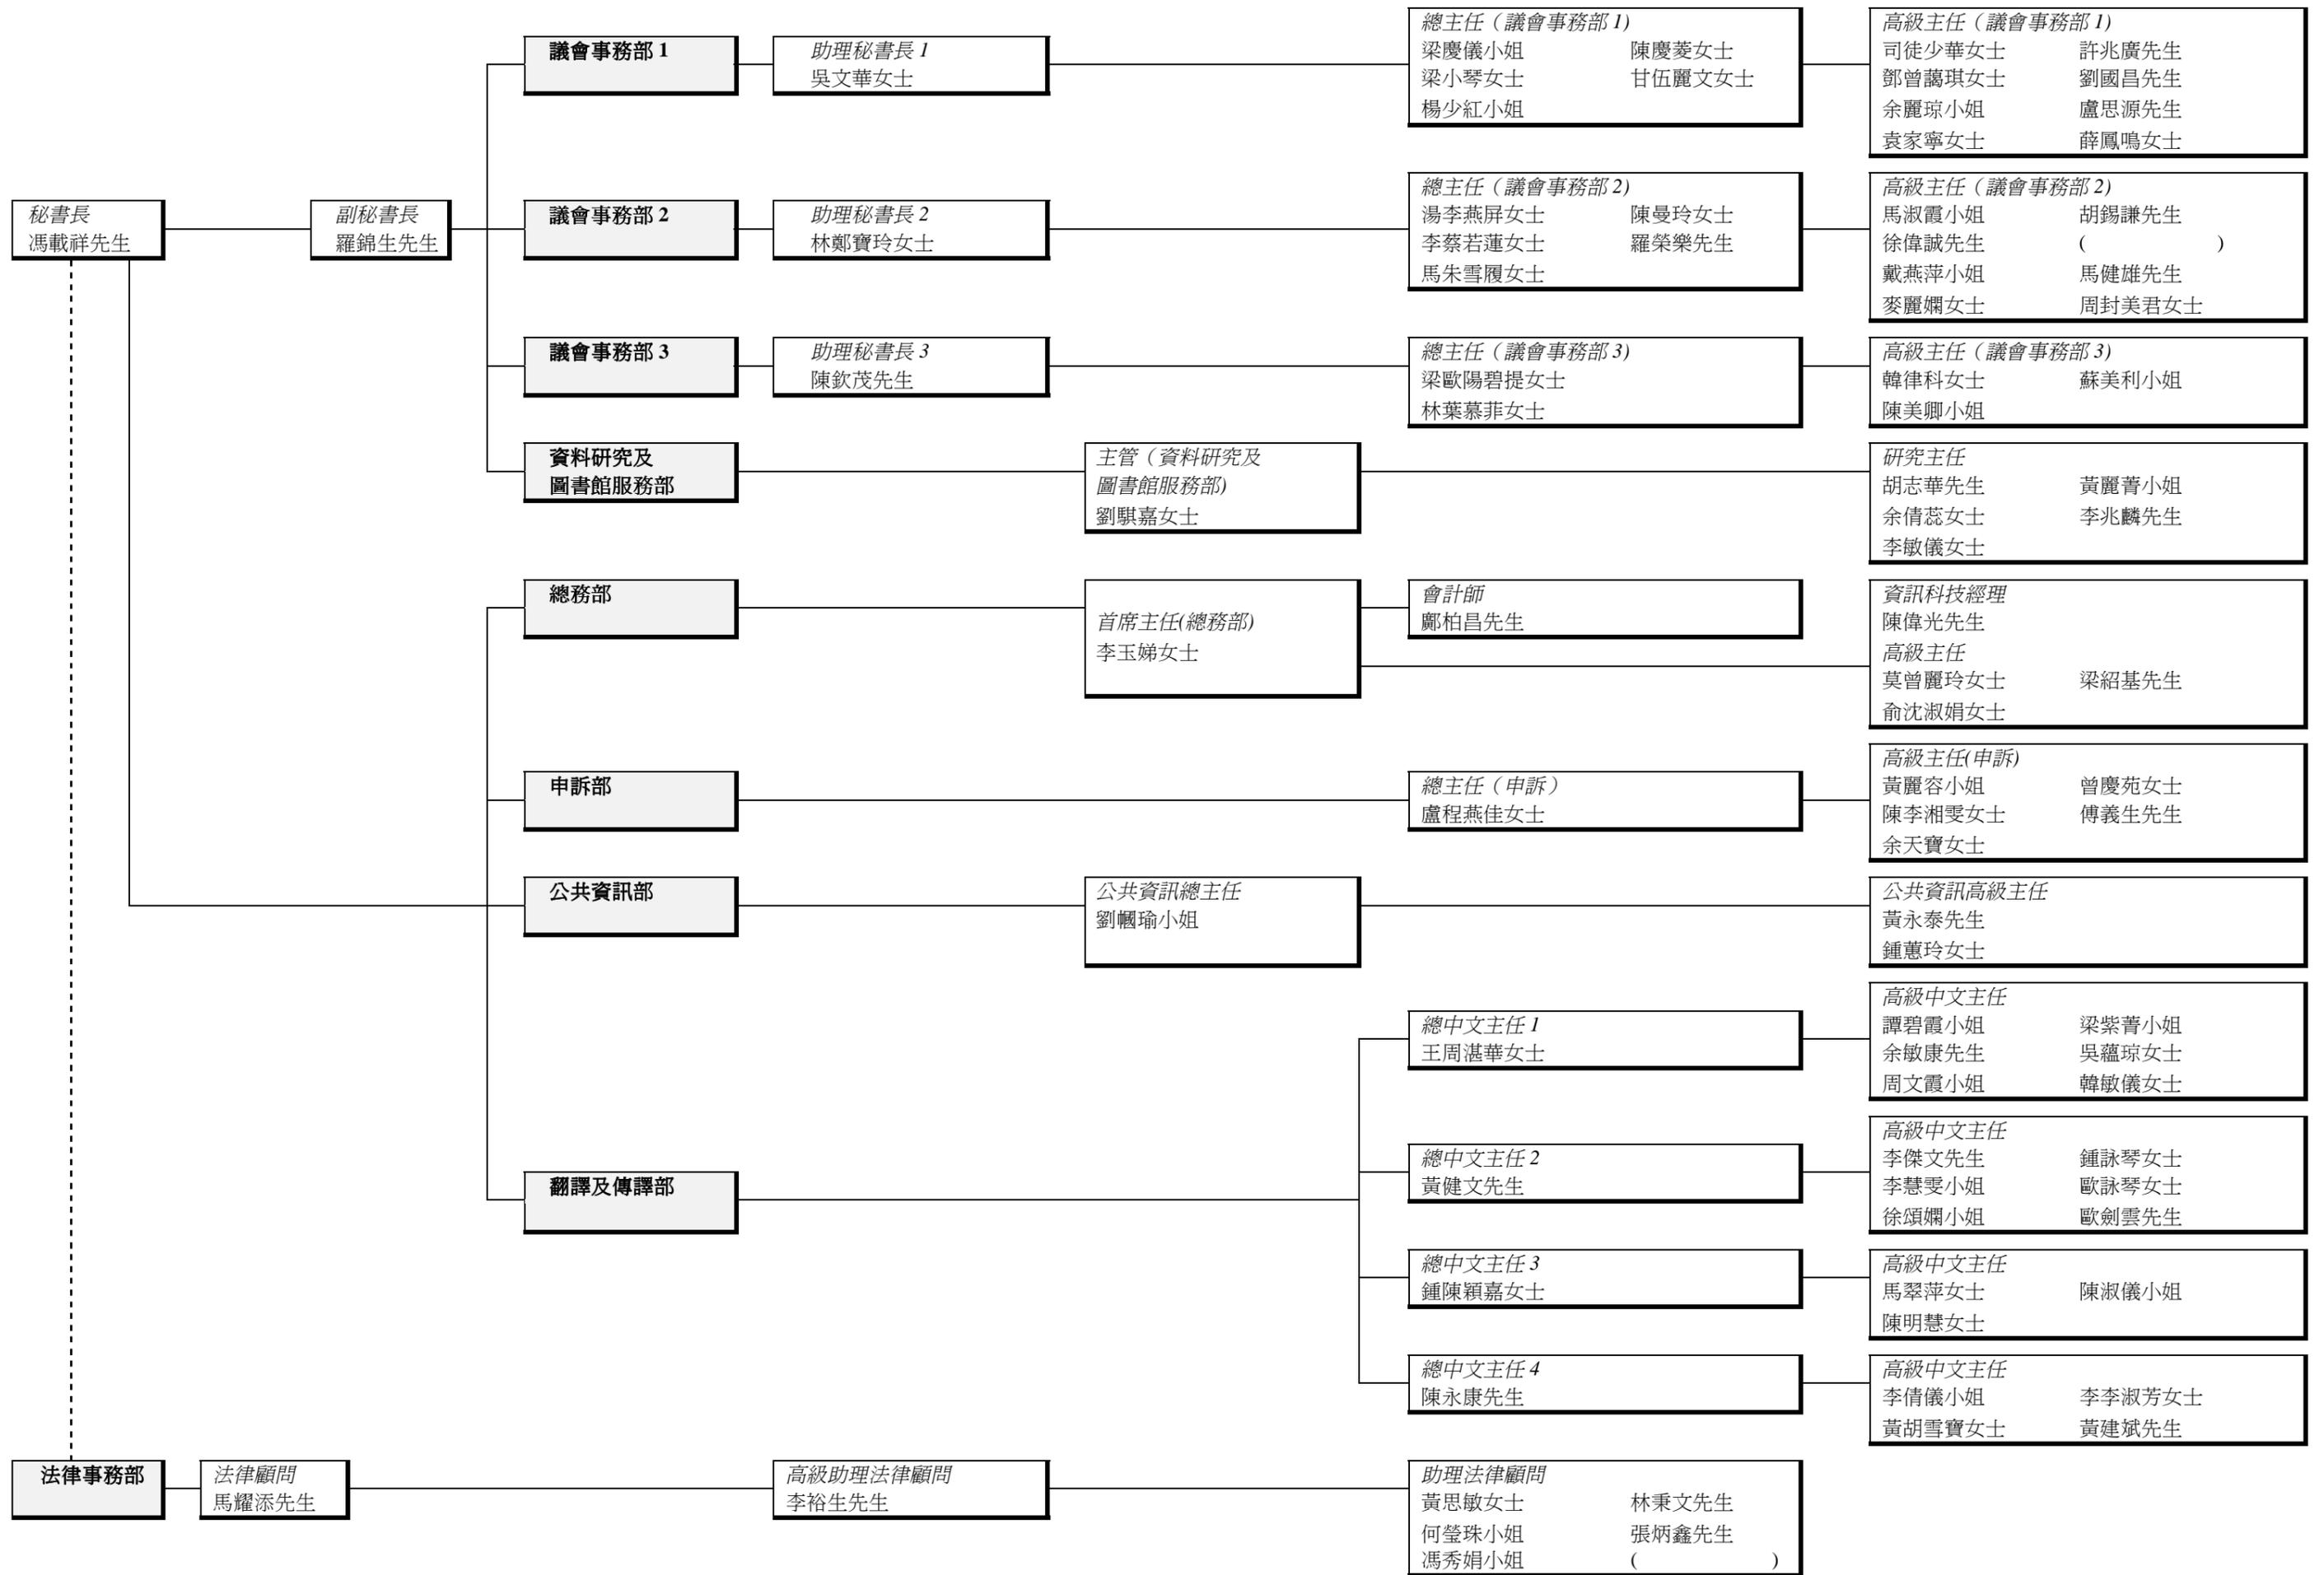 秘書長
馮載祥先生
副秘書長
羅錦生先生
議會事務部 1
助理秘書長 1
吳文華女士
總主任（議會事務部 1)
梁慶儀小姐 陳慶菱女士
梁小琴女士 甘伍麗文女士
楊少紅小姐
高級主任（議會事務部 1)
司徒少華女士 許兆廣先生
鄧曾藹琪女士 劉國昌先生
余麗琼小姐 盧思源先生
袁家寧女士 薛鳳鳴女士
議會事務部 2
助理秘書長 2
林鄭寶玲女士
總主任（議會事務部 2)
湯李燕屏女士 陳曼玲女士
李蔡若蓮女士 羅榮樂先生
馬朱雪履女士
高級主任（議會事務部 2)
馬淑霞小姐 胡錫謙先生
徐偉誠先生 ( )
戴燕萍小姐 馬健雄先生
麥麗嫻女士 周封美君女士
議會事務部 3
助理秘書長 3
陳欽茂先生
總主任（議會事務部 3)
梁歐陽碧提女士
林葉慕菲女士
高級主任（議會事務部 3)
韓律科女士 蘇美利小姐
陳美卿小姐
資料研究及
圖書館服務部
主管（資料研究及
圖書館服務部)
劉騏嘉女士
研究主任
胡志華先生 黃麗菁小姐
余倩蕊女士 李兆麟先生
李敏儀女士
總務部
首席主任(總務部)
李玉娣女士
會計師
鄺柏昌先生
資訊科技經理
陳偉光先生
高級主任
莫曾麗玲女士 梁紹基先生
俞沈淑娟女士
申訴部
總主任（申訴）
盧程燕佳女士
高級主任(申訴)
黃麗容小姐 曾慶苑女士
陳李湘雯女士 傅義生先生
余天寶女士
公共資訊部
公共資訊總主任
劉幗瑜小姐
公共資訊高級主任
黃永泰先生
鍾蕙玲女士
翻譯及傳譯部
總中文主任 1
王周湛華女士
高級中文主任
譚碧霞小姐 梁紫菁小姐
余敏康先生 吳蘊琼女士
周文霞小姐 韓敏儀女士
總中文主任 2
黃健文先生
高級中文主任
李傑文先生 鍾詠琴女士
李慧雯小姐 歐詠琴女士
徐頌嫻小姐 歐劍雲先生
總中文主任 3
鍾陳穎嘉女士
高級中文主任
馬翠萍女士 陳淑儀小姐
陳明慧女士
總中文主任 4
陳永康先生
高級中文主任
李倩儀小姐 李李淑芳女士
黃胡雪寶女士 黃建斌先生
法律事務部
法律顧問
馬耀添先生
高級助理法律顧問
李裕生先生
助理法律顧問
黃思敏女士 林秉文先生
何瑩珠小姐 張炳鑫先生
馮秀娟小姐 ( )